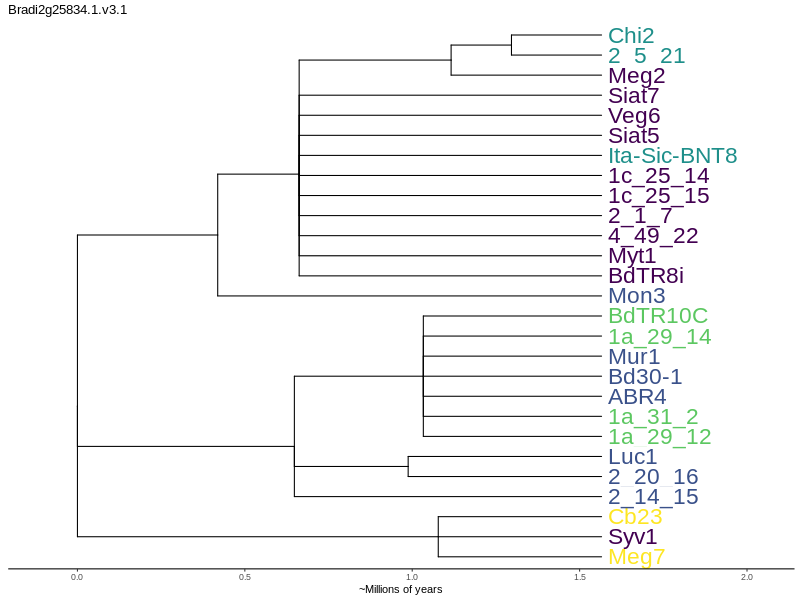 Bradi2g25834.1.v3.1
Chi2
2_5_21
Meg2
Siat7
Veg6
Siat5
Ita-Sic-BNT8
1c_25_14
1c_25_15
2_1_7
4_49_22
Myt1
BdTR8i
Mon3
BdTR10C
1a_29_14
Mur1
Bd30-1
ABR4
1a_31_2
1a_29_12
Luc1
2_20_16
2_14_15
Cb23
Syv1
Meg7
0.0 0.5 1.0 1.5 2.0
~Millions of years